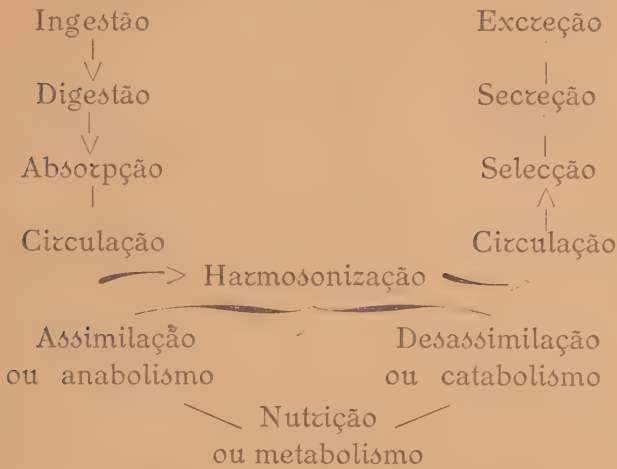 Ingestão
Excreção
Digestão
Secreção
Absorpção
Selecção
Circulação
Circulação
Harmosonização
Assimilação
ou anabolismo
Desassimilação
ou catabolismo
Nutrição
ou metabolismo